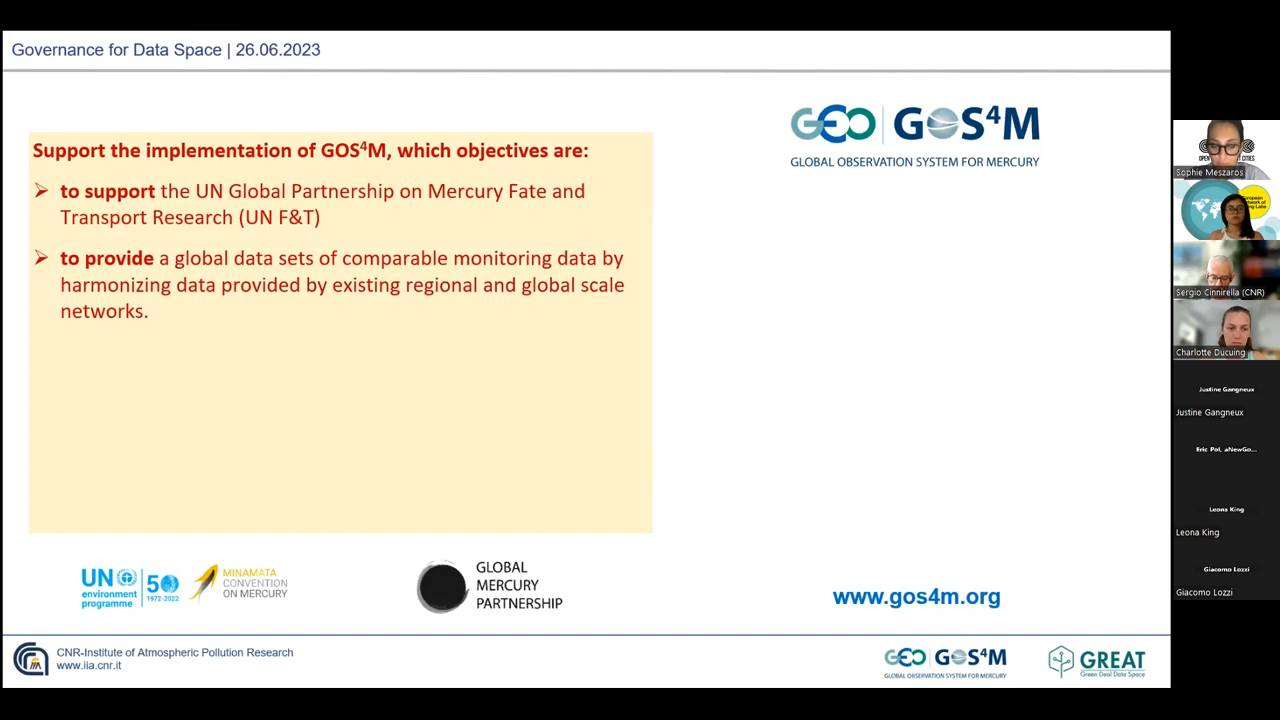 Governance for Data Space | 26.06.2023
GEO | GOS⁴M
GLOBAL OBSERVATION SYSTEM FOR MERCURY
Support the implementation of GOS⁴M, which objectives are:
to support the UN Global Partnership on Mercury Fate and
Transport Research (UN F&T)
to provide a global data sets of comparable monitoring data by
harmonizing data provided by existing regional and global scale
networks.
UN
environment
programme
50
1972-2022
MINAMATA
CONVENTION
ON MERCURY
GLOBAL
MERCURY
PARTNERSHIP
www.gos4m.org
CNR-Institute of Atmospheric Pollution Research
www.iia.cnr.it
GEO | GOS⁴M
GLOBAL OBSERVATION SYSTEM FOR MERCURY
GREAT
Green Deal Data Space
Sophie Meszaros
Sergio Cinnirella (CNR)
Charlotte Ducuing
Justine Gangneux
Justine Gangneux
Eric Pol, aNewGo...
Leona King
Leona King
Giacomo Lozzi
Giacomo Lozzi